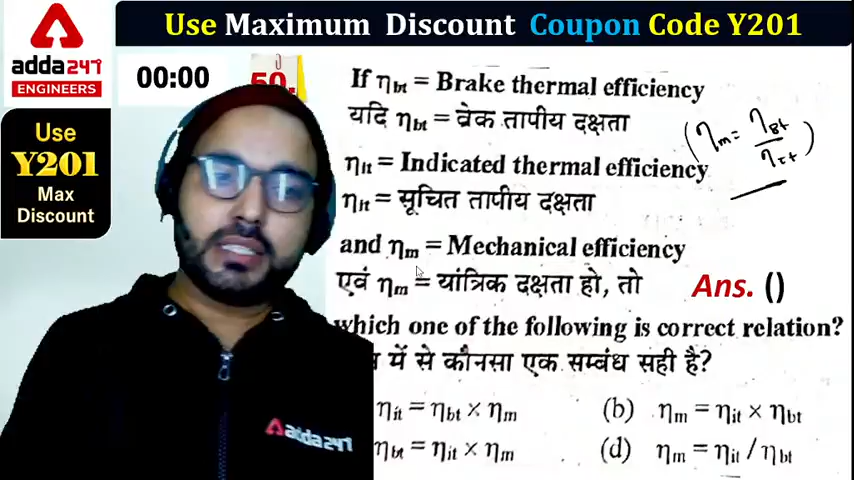 Use Maximum Discount Coupon Code Y201
adda247
ENGINEERS
00:00
50.
Use
Y201
Max
Discount
If ηbt = Brake thermal efficiency
यदि ηbt = ब्रेक तापीय दक्षता
(ηm = ηBt / ηIt)
ηit = Indicated thermal efficiency
ηit = सूचित तापीय दक्षता
and ηm = Mechanical efficiency
एवं ηm = यांत्रिक दक्षता हो, तो
Ans. ()
which one of the following is correct relation?
में से कौनसा एक सम्बंध सही है?
ηit = ηbt × ηm
(b) ηm = ηit × ηbt
ηbt = ηit × ηm
(d) ηm = ηit / ηbt
adda247